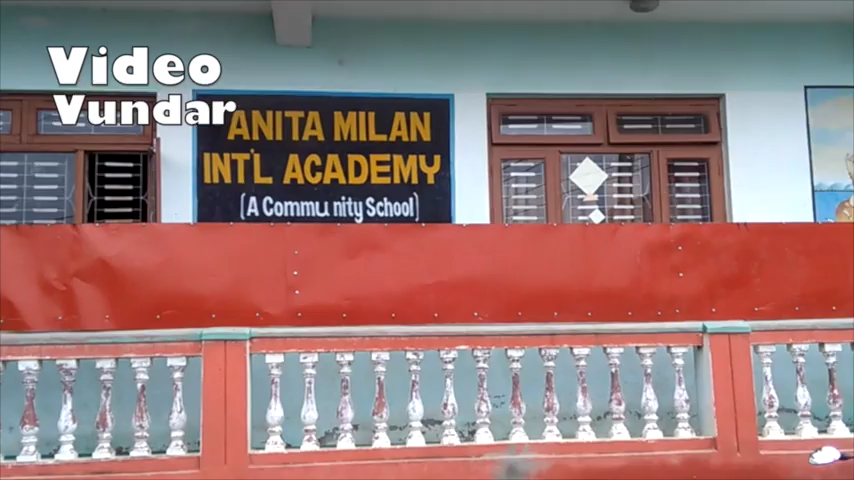 Video
Vundar
ANITA MILAN
INT'L ACADEMY
(A Community School)